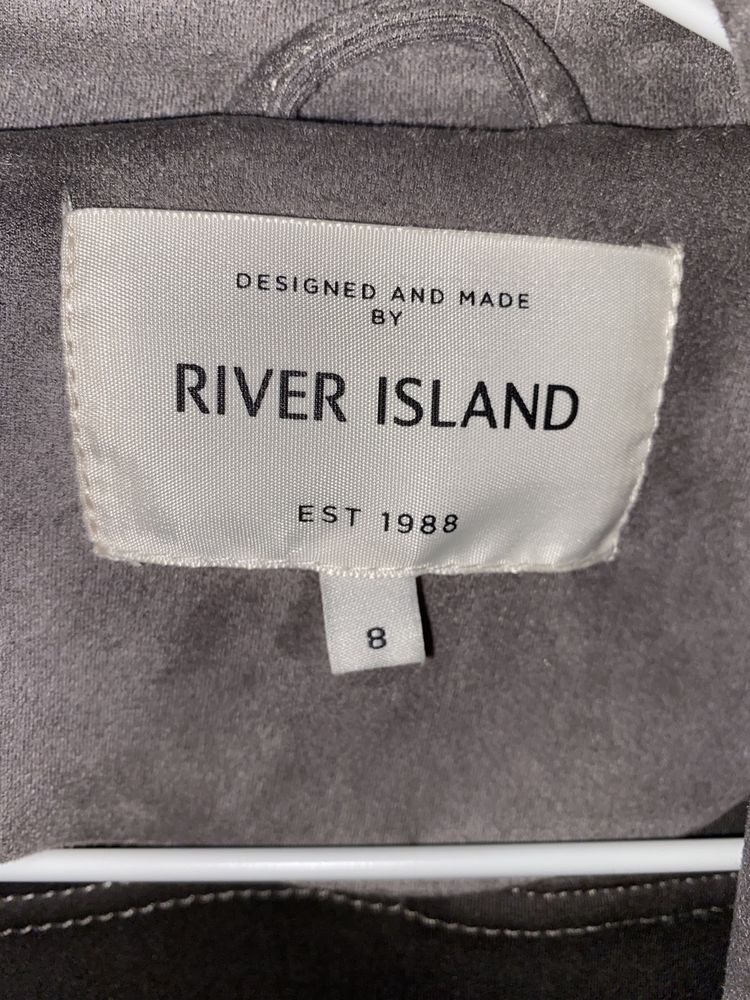 DESIGNED AND MADE
BY
RIVER ISLAND
EST 1988
8